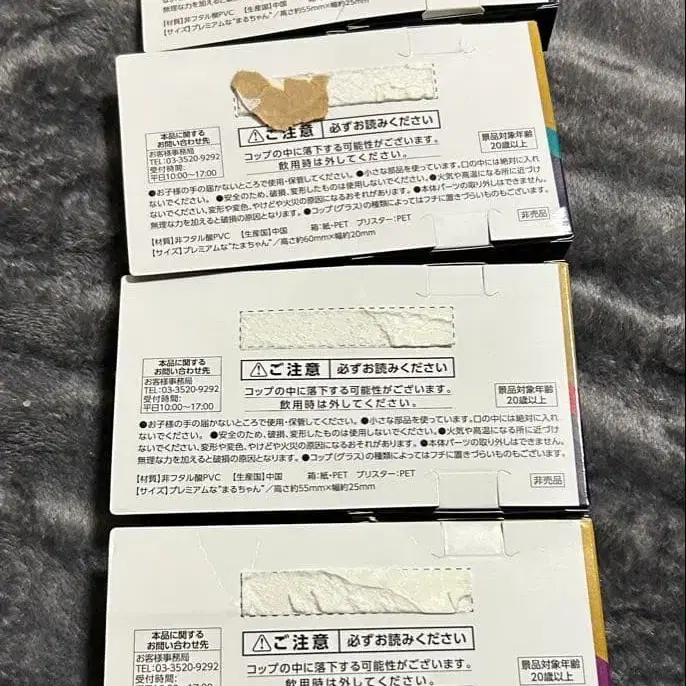 無理な力を加えると破損の
【材質】非フタル酸PVC 【生産国】中国
【サイズ】プレミアムな"まるちゃん"/高さ約55mm×幅約25mm
⚠ご注意 必ずお読みください
コップの中に落下する可能性がございます。
飲用時は外してください。
本品に関する
お問い合わせ先
お客様事務局
TEL:03-3520-9292
受付時間:
平日10:00~17:00
景品対象年齢
20歳以上
●お子様の手の届かないところで使用・保管してください。●小さな部品を使っています。口の中には絶対に入れ
ないでください。●安全のため、破損、変形したものは使用しないでください。●火気や高温になる所に近づけ
ないでください、変形や変色、やけどや火災の原因になるおそれがあります。●本体パーツの取り外しはできません。
無理な力を加えると破損の原因となります。●コップ(グラス)の種類によってはフチに置きづらいものもございます。
【材質】非フタル酸PVC 【生産国】中国 箱:紙・PET ブリスター:PET
【サイズ】プレミアムな"たまちゃん"/高さ約60mm×幅約20mm
非売品
⚠ご注意 必ずお読みください
コップの中に落下する可能性がございます。
飲用時は外してください。
本品に関する
お問い合わせ先
お客様事務局
TEL:03-3520-9292
受付時間:
平日10:00~17:00
景品対象年齢
20歳以上
●お子様の手の届かないところで使用・保管してください。●小さな部品を使っています。口の中には絶対に入れ
ないでください。●安全のため、破損、変形したものは使用しないでください。●火気や高温になる所に近づけ
ないでください、変形や変色、やけどや火災の原因になるおそれがあります。●本体パーツの取り外しはできません。
無理な力を加えると破損の原因となります。●コップ(グラス)の種類によってはフチに置きづらいものもございます。
【材質】非フタル酸PVC 【生産国】中国 箱:紙・PET ブリスター:PET
【サイズ】プレミアムな"まるちゃん"/高さ約55mm×幅約25mm
非売品
⚠ご注意 必ずお読みください
コップの中に落下する可能性がございます。
飲用時は外してください。
本品に関する
お問い合わせ先
お客様事務局
TEL:03-3520-9292
受付時間:
景品対象年齢
20歳以上